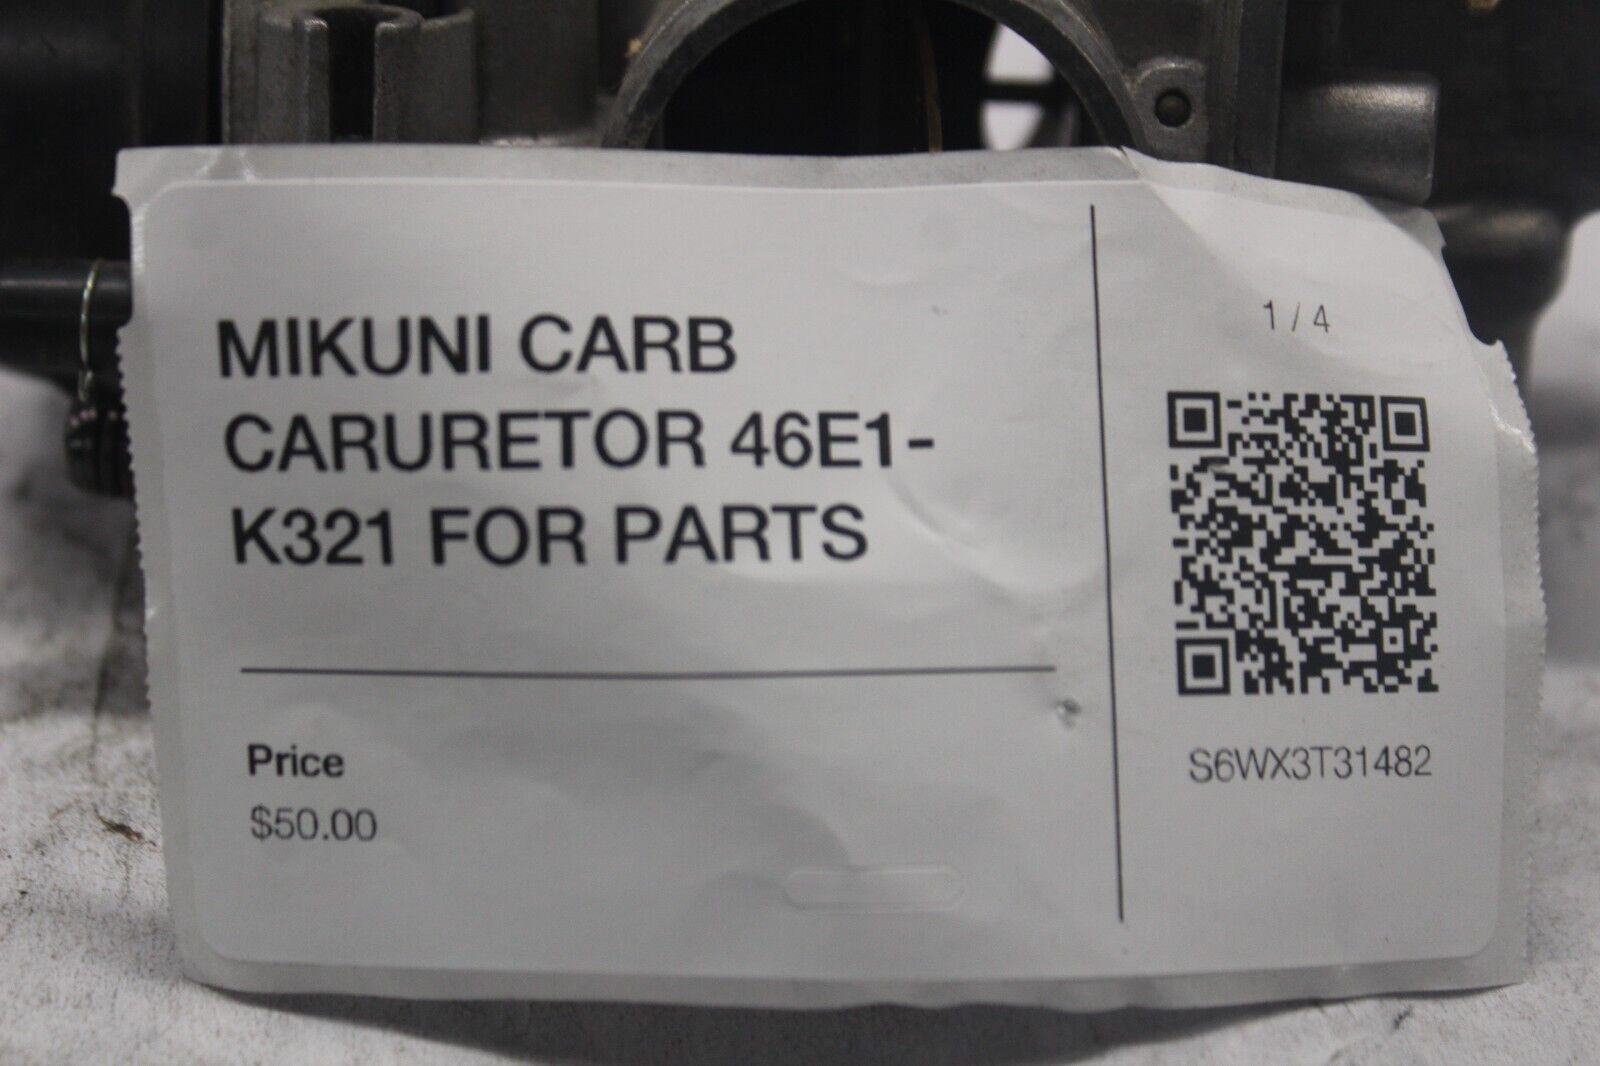 MIKUNI CARB
CARURETOR 46E1-
K321 FOR PARTS
Price
$50.00
1 / 4
S6WX3T31482